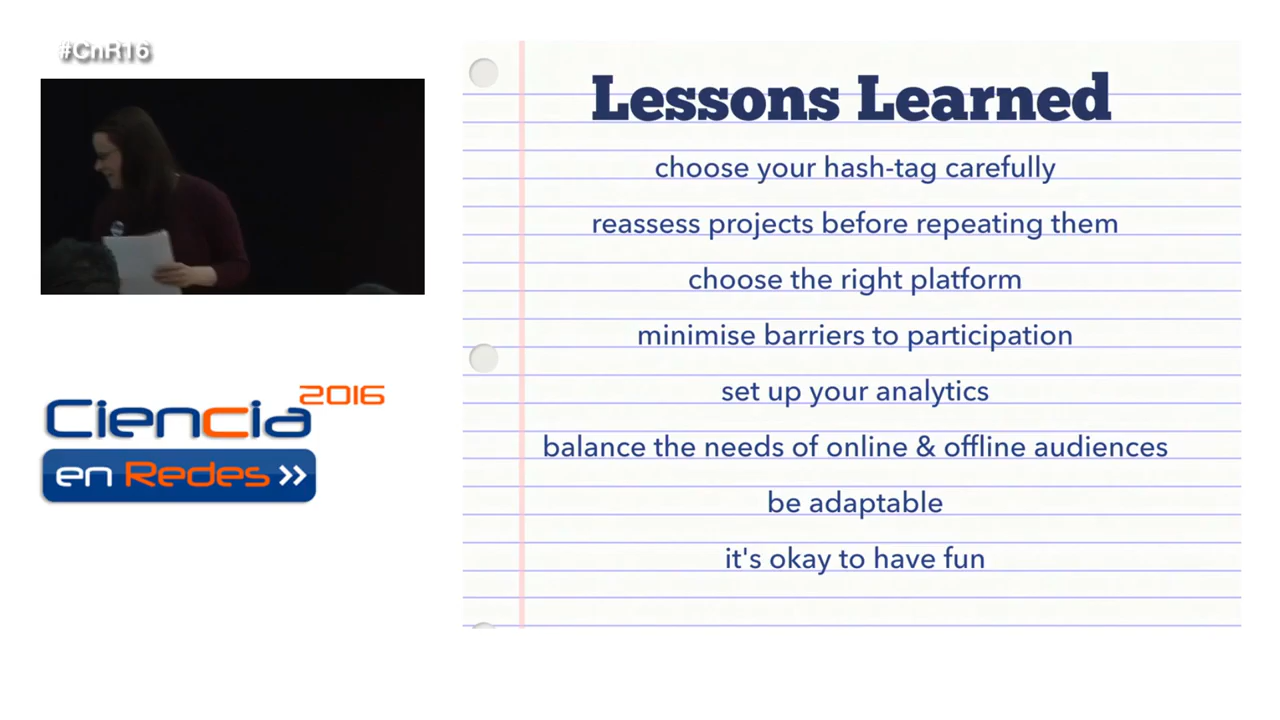 #CnR16
Lessons Learned
choose your hash-tag carefully
reassess projects before repeating them
choose the right platform
minimise barriers to participation
set up your analytics
balance the needs of online & offline audiences
be adaptable
it's okay to have fun
Ciencia 2016
en Redes >>